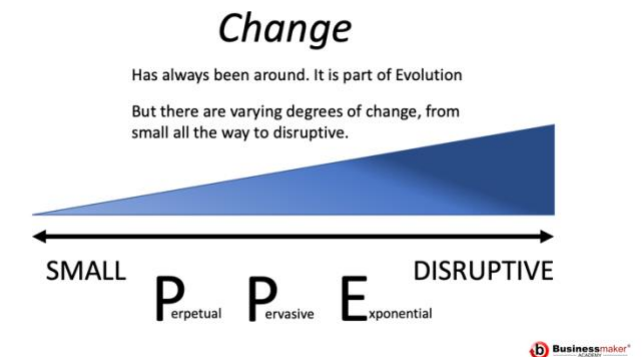 Change
Has always been around. It is part of Evolution
But there are varying degrees of change, from
small all the way to disruptive.
SMALL
DISRUPTIVE
Perpetual Pervasive Exponential
b Businessmaker
ACADEMY